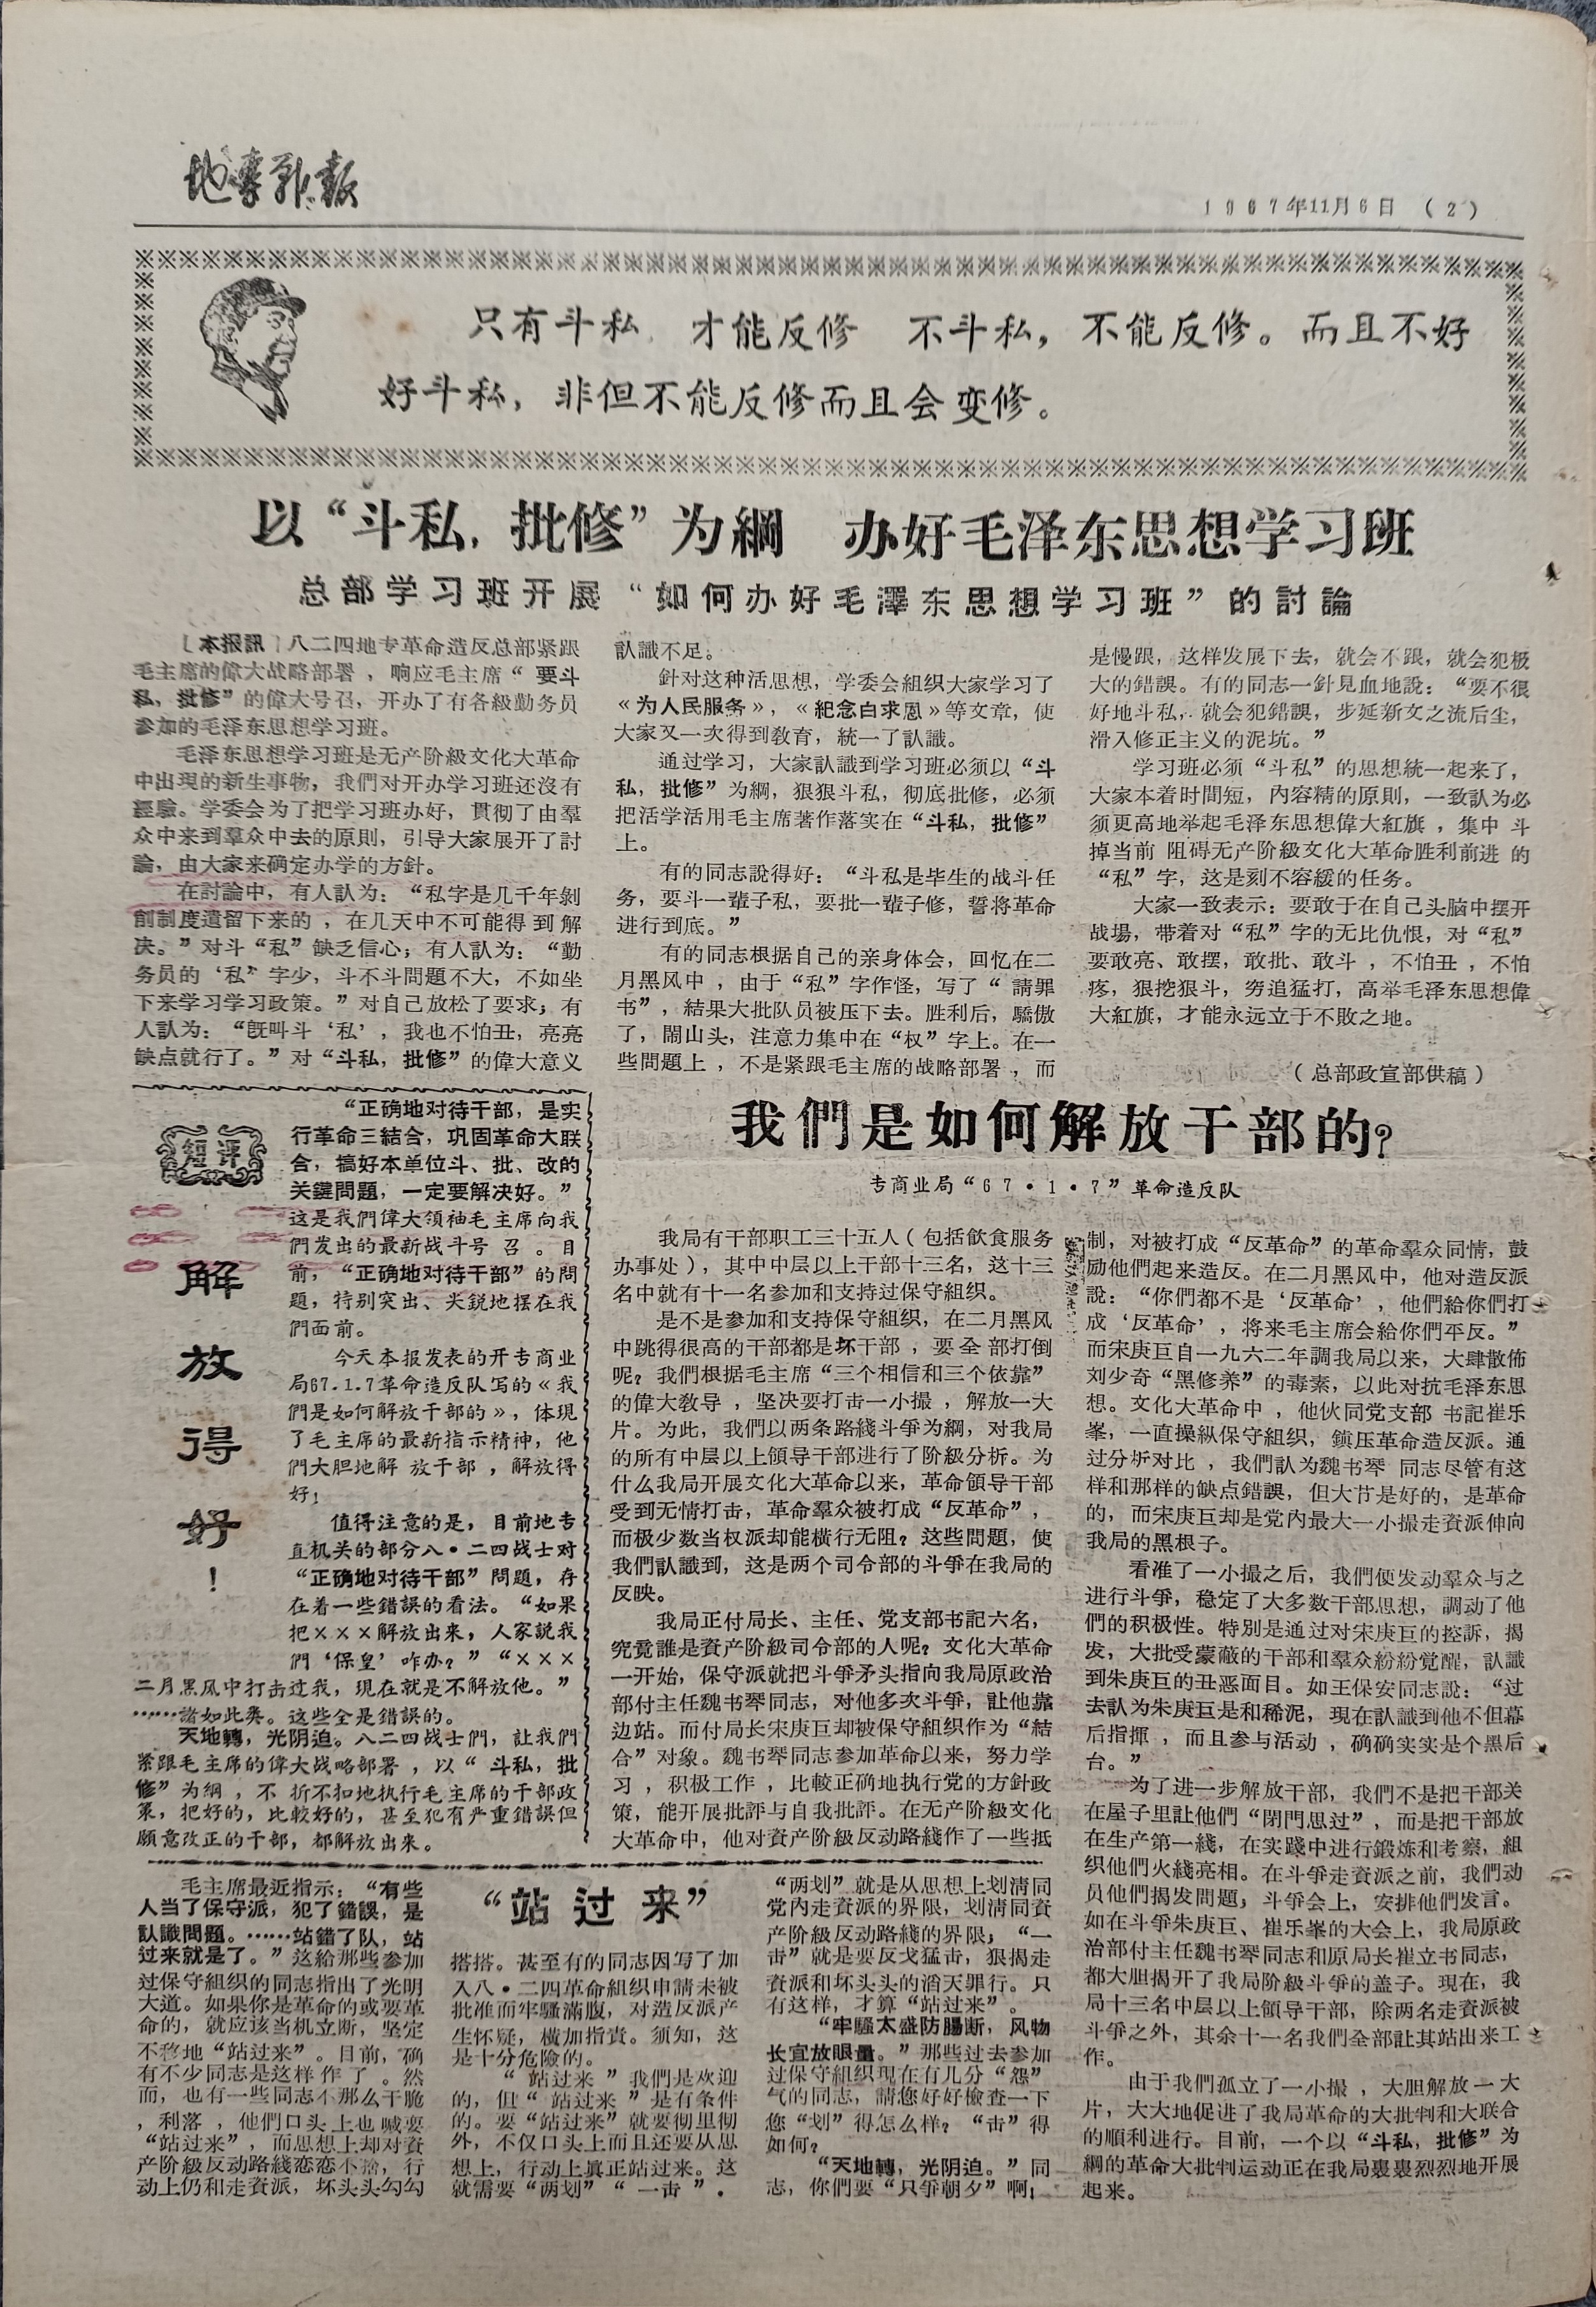 地专战报
1967年11月6日 (2)
只有斗私 才能反修 不斗私，不能反修。而且不好
好斗私，非但不能反修而且会变修。
以“斗私，批修”为綱 办好毛泽东思想学习班
总部学习班开展“如何办好毛澤东思想学习班”的討論
〔本报訊〕八二四地专革命造反总部紧跟
毛主席的偉大战略部署，响应毛主席“要斗
私，批修”的偉大号召，开办了有各級勤务员
参加的毛泽东思想学习班。
毛泽东思想学习班是无产阶級文化大革命
中出現的新生事物，我們对开办学习班还沒有
經驗。学委会为了把学习班办好，貫彻了由羣
众中来到羣众中去的原則，引导大家展开了討
論，由大家来确定办学的方針。
在討論中，有人認为：“私字是几千年剝
削制度遺留下来的，在几天中不可能得到解
决。”对斗“私”缺乏信心；有人認为：“勤
务员的‘私’字少，斗不斗問題不大，不如坐
下来学习学习政策。”对自己放松了要求；有
人認为：“旣叫斗‘私’，我也不怕丑，亮亮
缺点就行了。”对“斗私，批修”的偉大意义
認識不足。
針对这种活思想，学委会組织大家学习了
《为人民服务》，《紀念白求恩》等文章，使
大家又一次得到敎育，統一了認識。
通过学习，大家認識到学习班必须以“斗
私，批修”为綱，狠狠斗私，彻底批修，必须
把活学活用毛主席著作落实在“斗私，批修”
上。
有的同志說得好：“斗私是毕生的战斗任
务，要斗一輩子私，要批一輩子修，誓将革命
进行到底。”
有的同志根据自己的亲身体会，回忆在二
月黑风中，由于“私”字作怪，写了“請罪
书”，結果大批队员被压下去。胜利后，驕傲
了，鬧山头，注意力集中在“权”字上。在一
些問題上，不是紧跟毛主席的战略部署，而
是慢跟，这样发展下去，就会不跟，就会犯极
大的錯誤。有的同志一針見血地說：“要不很
好地斗私，就会犯錯誤，步延新文之流后尘，
滑入修正主义的泥坑。”
学习班必须“斗私”的思想統一起来了，
大家本着时間短，內容精的原則，一致認为必
须更高地举起毛泽东思想偉大紅旗，集中斗
掉当前阻碍无产阶級文化大革命胜利前进的
“私”字，这是刻不容緩的任务。
大家一致表示：要敢于在自己头脑中摆开
战場，带着对“私”字的无比仇恨，对“私”
要敢亮、敢摆，敢批、敢斗，不怕丑，不怕
疼，狠挖狠斗，穷追猛打，高举毛泽东思想偉
大紅旗，才能永远立于不敗之地。
（总部政宣部供稿）
短评
解放得好！
“正确地对待干部，是实
行革命三結合，巩固革命大联
合，搞好本单位斗、批、改的
关鍵問題，一定要解决好。”
这是我們偉大領袖毛主席向我
們发出的最新战斗号召。目
前，“正确地对待干部”的問
題，特别突出、尖銳地摆在我
們面前。
今天本报发表的开专商业
局67.1.7革命造反队写的《我
們是如何解放干部的》，体現
了毛主席的最新指示精神，他
們大胆地解放干部，解放得
好！
值得注意的是，目前地专
直机关的部分八·二四战士对
“正确地对待干部”問題，存
在着一些錯誤的看法。“如果
把×××解放出来，人家說我
們‘保皇’咋办？”“×××
二月黑风中打击过我，現在就是不解放他。”
……諸如此类。这些全是錯誤的。
天地轉，光阴迫。八二四战士們，让我們
紧跟毛主席的偉大战略部署，以“斗私，批
修”为綱，不折不扣地执行毛主席的干部政
策，把好的，比較好的，甚至犯有严重錯誤但
願意改正的干部，都解放出来。
我們是如何解放干部的？
专商业局“67·1·7”革命造反队
我局有干部职工三十五人（包括飲食服务
办事处），其中中层以上干部十三名，这十三
名中就有十一名参加和支持过保守組织。
是不是参加和支持保守組织，在二月黑风
中跳得很高的干部都是坏干部，要全部打倒
呢？我們根据毛主席“三个相信和三个依靠”
的偉大敎导，坚决要打击一小撮，解放一大
片。为此，我們以两条路綫斗爭为綱，对我局
的所有中层以上領导干部进行了阶級分析。为
什么我局开展文化大革命以来，革命領导干部
受到无情打击，革命羣众被打成“反革命”，
而极少数当权派却能橫行无阻？这些問題，使
我們認識到，这是两个司令部的斗爭在我局的
反映。
我局正付局长、主任、党支部书記六名，
究竟誰是資产阶級司令部的人呢？文化大革命
一开始，保守派就把斗爭矛头指向我局原政治
部付主任魏书琴同志，对他多次斗爭，让他靠
边站。而付局长宋庚巨却被保守組织作为“結
合”对象。魏书琴同志参加革命以来，努力学
习，积极工作，比較正确地执行党的方針政
策，能开展批評与自我批評。在无产阶級文化
大革命中，他对資产阶級反动路綫作了一些抵
制，对被打成“反革命”的革命羣众同情，鼓
励他們起来造反。在二月黑风中，他对造反派
說：“你們都不是‘反革命’，他們給你們打
成‘反革命’，将来毛主席会給你們平反。”
而宋庚巨自一九六二年調我局以来，大肆散佈
刘少奇“黑修养”的毒素，以此对抗毛泽东思
想。文化大革命中，他伙同党支部书記崔乐
峯，一直操纵保守組织，鎭压革命造反派。通
过分析对比，我們認为魏书琴同志尽管有这
样和那样的缺点錯誤，但大节是好的，是革命
的，而宋庚巨却是党內最大一小撮走資派伸向
我局的黑根子。
看准了一小撮之后，我們便发动羣众与之
进行斗爭，稳定了大多数干部思想，調动了他
們的积极性。特别是通过对宋庚巨的控訴，揭
发，大批受蒙蔽的干部和羣众紛紛覚醒，認識
到朱庚巨的丑恶面目。如王保安同志說：“过
去認为朱庚巨是和稀泥，現在認識到他不但幕
后指揮，而且参与活动，确确实实是个黑后
台。”
为了进一步解放干部，我們不是把干部关
在屋子里让他們“閉門思过”，而是把干部放
在生产第一綫，在实踐中进行鍛炼和考察，組
织他們火綫亮相。在斗爭走資派之前，我們动
员他們揭发問題；斗爭会上，安排他們发言。
如在斗爭朱庚巨、崔乐峯的大会上，我局原政
治部付主任魏书琴同志和原局长崔立书同志，
都大胆揭开了我局阶級斗爭的盖子。現在，我
局十三名中层以上領导干部，除两名走資派被
斗爭之外，其余十一名我們全部让其站出来工
作。
由于我們孤立了一小撮，大胆解放一大
片，大大地促进了我局革命的大批判和大联合
的順利进行。目前，一个以“斗私，批修”为
綱的革命大批判运动正在我局轰轰烈烈地开展
起来。
“站过来”
毛主席最近指示：“有些
人当了保守派，犯了錯誤，是
認識問題。……站錯了队，站
过来就是了。”这給那些参加
过保守組织的同志指出了光明
大道。如果你是革命的或要革
命的，就应该当机立断，坚定
不移地“站过来”。目前，确
有不少同志是这样作了。然
而，也有一些同志不那么干脆
，利落，他們口头上也喊要
“站过来”，而思想上却对資
产阶級反动路綫恋恋不捨，行
动上仍和走資派，坏头头勾勾
搭搭。甚至有的同志因写了加
入八·二四革命組织申請未被
批准而牢騷滿腹，对造反派产
生怀疑，橫加指責。须知，这
是十分危險的。
“站过来”我們是欢迎
的，但“站过来”是有条件
的。要“站过来”就要彻里彻
外，不仅口头上而且还要从思
想上，行动上眞正站过来。这
就需要“两划”“一击”。
“两划”就是从思想上划清同
党内走資派的界限，划清同資
产阶級反动路綫的界限；“一
击”就是要反戈猛击，狠揭走
資派和坏头头的滔天罪行。只
有这样，才算“站过来”。
“牢騷太盛防腸断，风物
长宜放眼量。”那些过去参加
过保守組织現在有几分“怨”
气的同志，請您好好檢查一下
您“划”得怎么样？“击”得
如何？
“天地轉，光阴迫。”同
志，你們要“只爭朝夕”啊！